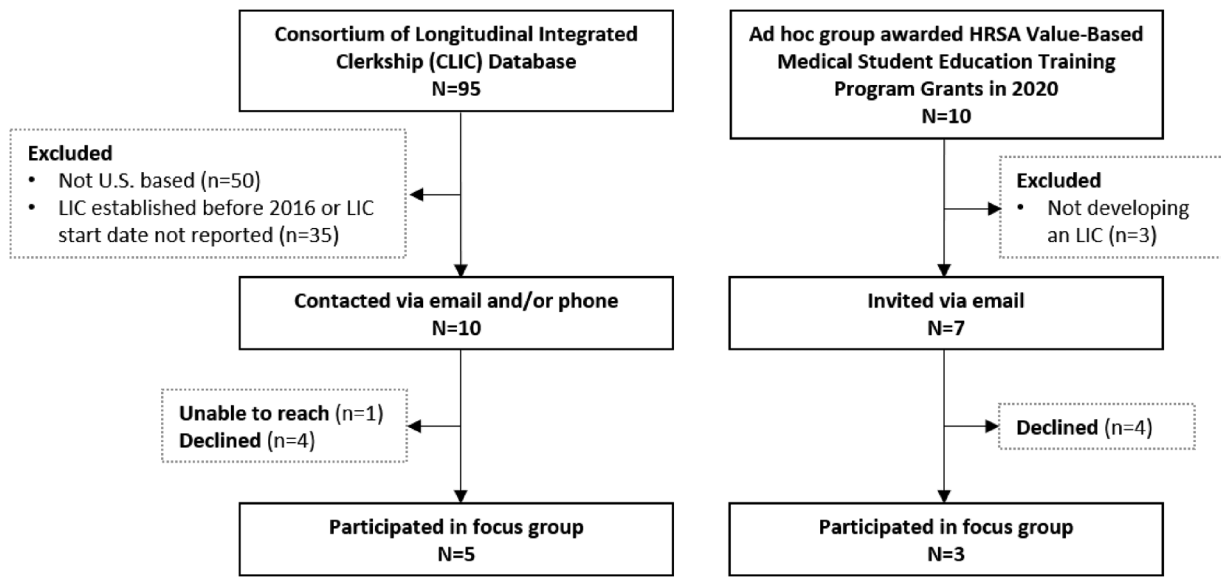 Consortium of Longitudinal Integrated
Clerkship (CLIC) Database
N=95
Ad hoc group awarded HRSA Value-Based
Medical Student Education Training
Program Grants in 2020
N=10
Excluded
• Not U.S. based (n=50)
• LIC established before 2016 or LIC
start date not reported (n=35)
Excluded
• Not developing
an LIC (n=3)
Contacted via email and/or phone
N=10
Invited via email
N=7
Unable to reach (n=1)
Declined (n=4)
Declined (n=4)
Participated in focus group
N=5
Participated in focus group
N=3